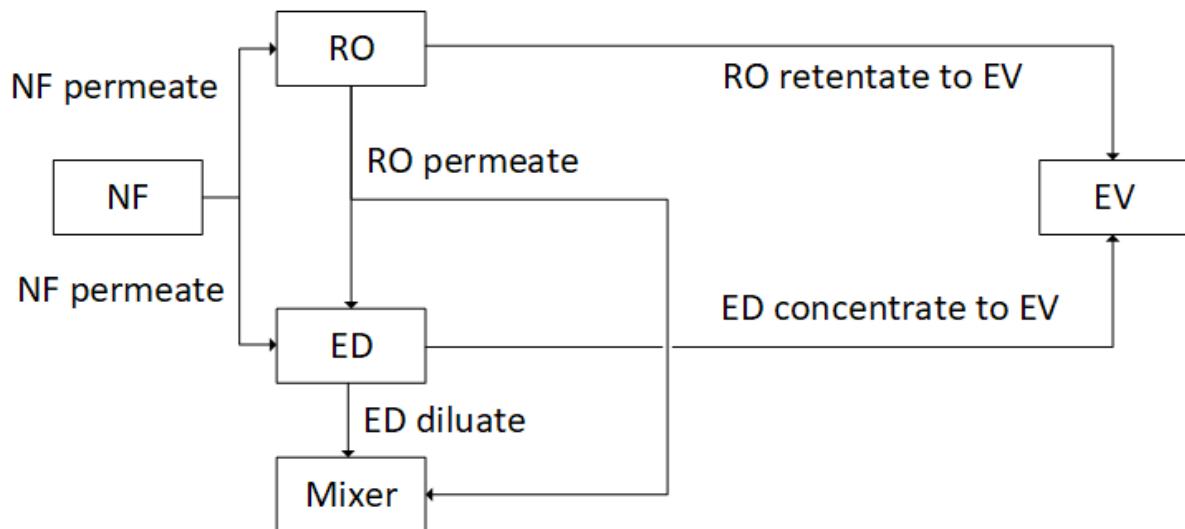 RO
NF permeate
RO retentate to EV
RO permeate
NF
EV
NF permeate
ED concentrate to EV
ED
ED diluate
Mixer